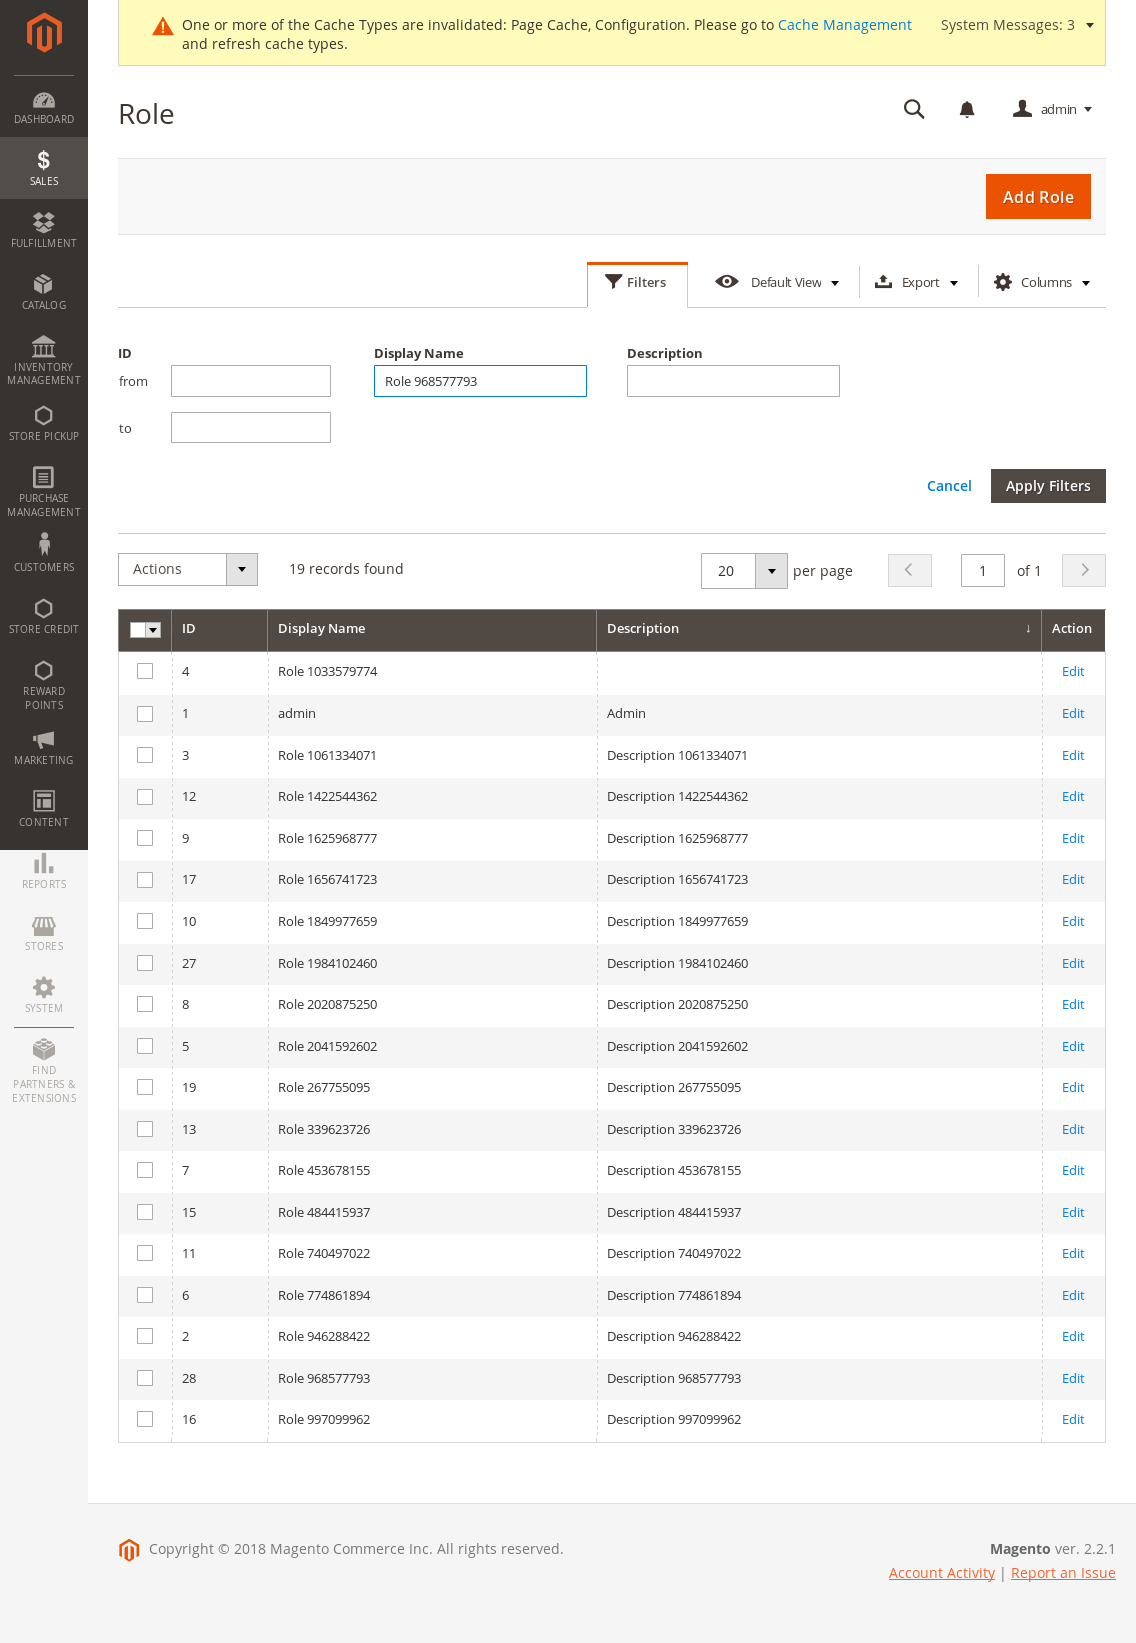 One or more of the Cache Types are invalidated: Page Cache, Configuration. Please go to Cache Management
and refresh cache types.
System Messages: 3
Role
admin
Add Role
DASHBOARD
SALES
FULFILLMENT
CATALOG
INVENTORY
MANAGEMENT
STORE PICKUP
PURCHASE
MANAGEMENT
CUSTOMERS
STORE CREDIT
REWARD
POINTS
MARKETING
CONTENT
REPORTS
STORES
SYSTEM
FIND
PARTNERS &
EXTENSIONS
Filters
Default View
Export
Columns
ID
from
to
Display Name
Role 968577793
Description
Cancel
Apply Filters
Actions
19 records found
20
per page
1
of 1
ID Display Name Description ↓ Action
4 Role 1033579774 Edit
1 admin Admin Edit
3 Role 1061334071 Description 1061334071 Edit
12 Role 1422544362 Description 1422544362 Edit
9 Role 1625968777 Description 1625968777 Edit
17 Role 1656741723 Description 1656741723 Edit
10 Role 1849977659 Description 1849977659 Edit
27 Role 1984102460 Description 1984102460 Edit
8 Role 2020875250 Description 2020875250 Edit
5 Role 2041592602 Description 2041592602 Edit
19 Role 267755095 Description 267755095 Edit
13 Role 339623726 Description 339623726 Edit
7 Role 453678155 Description 453678155 Edit
15 Role 484415937 Description 484415937 Edit
11 Role 740497022 Description 740497022 Edit
6 Role 774861894 Description 774861894 Edit
2 Role 946288422 Description 946288422 Edit
28 Role 968577793 Description 968577793 Edit
16 Role 997099962 Description 997099962 Edit
Copyright © 2018 Magento Commerce Inc. All rights reserved.
Magento ver. 2.2.1
Account Activity | Report an Issue